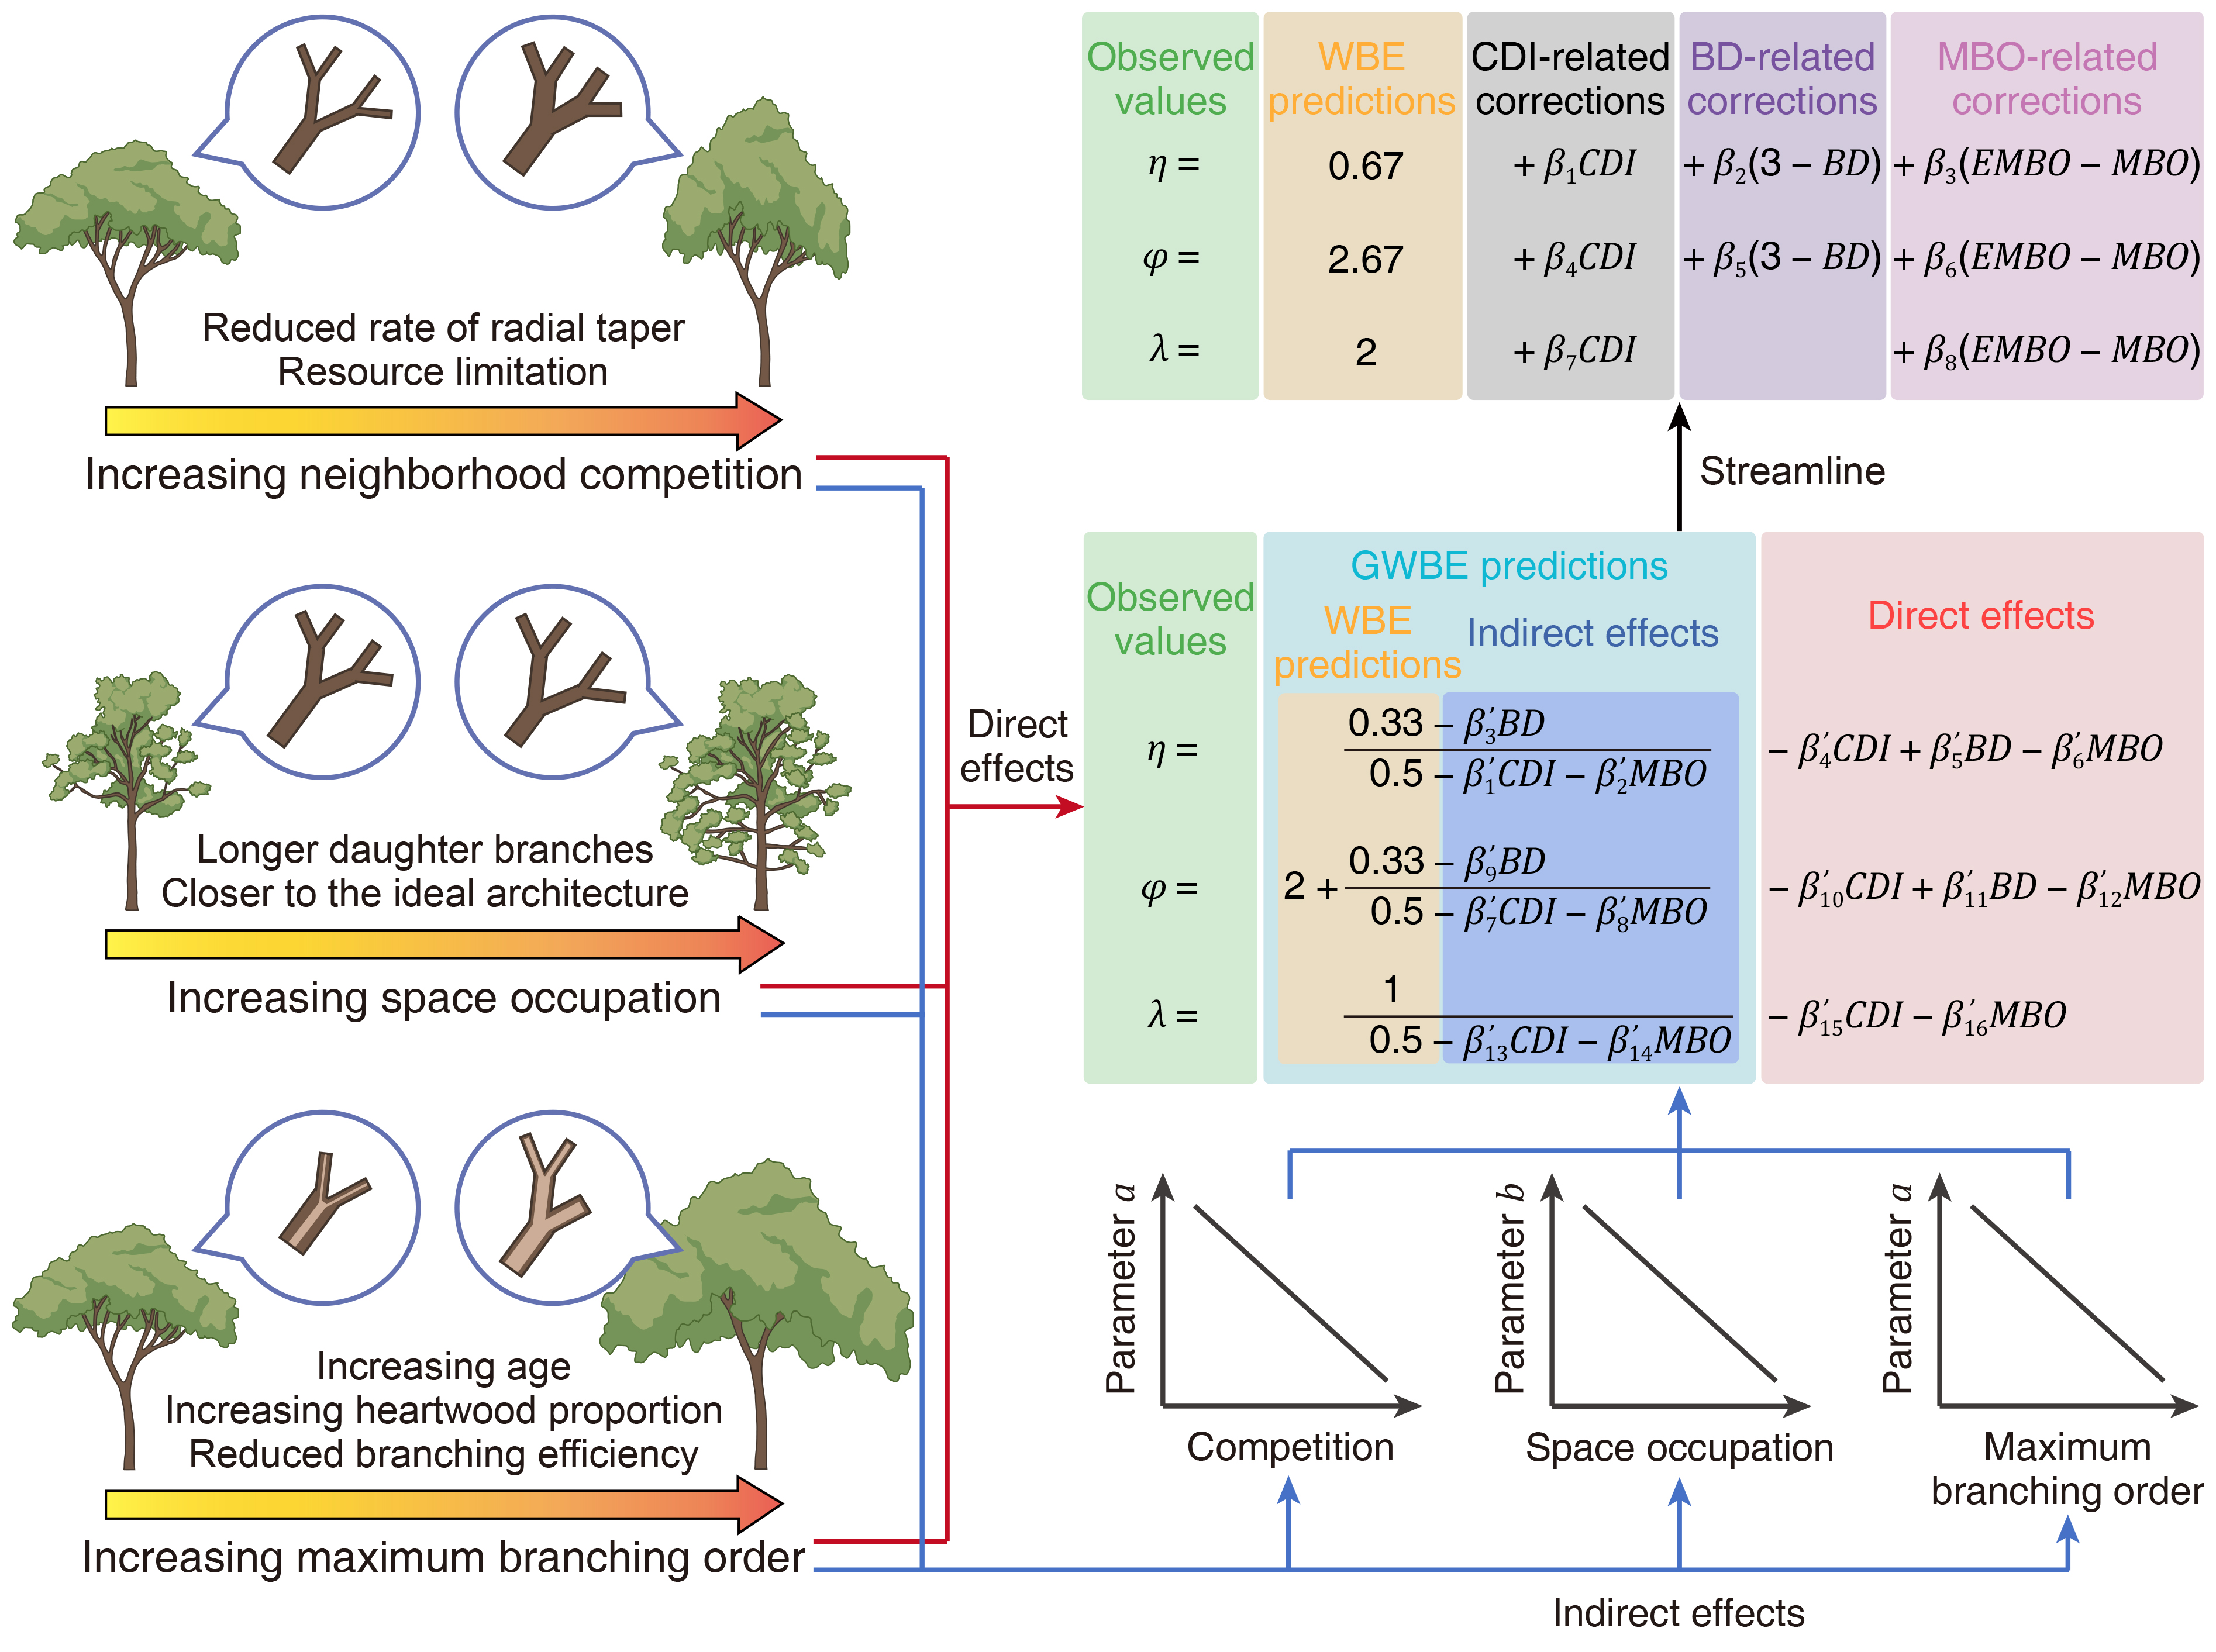 Reduced rate of radial taper
Resource limitation
Increasing neighborhood competition
Longer daughter branches
Closer to the ideal architecture
Increasing space occupation
Increasing age
Increasing heartwood proportion
Reduced branching efficiency
Increasing maximum branching order
Direct
effects
Observed
values
WBE
predictions
CDI-related
corrections
BD-related
corrections
MBO-related
corrections
η = 0.67 + β₁CDI + β₂(3 – BD) + β₃(EMBO – MBO)
φ = 2.67 + β₄CDI + β₅(3 – BD) + β₆(EMBO – MBO)
λ = 2 + β₇CDI + β₈(EMBO – MBO)
Streamline
Observed
values
GWBE predictions
WBE
predictions
Indirect effects
Direct effects
0.33 – β′₃BD
η = – β′₄CDI + β′₅BD – β′₆MBO
0.5 – β′₁CDI – β′₂MBO
0.33 – β′₉BD
φ = 2 + – β′₁₀CDI + β′₁₁BD – β′₁₂MBO
0.5 – β′₇CDI – β′₈MBO
1
λ = – β′₁₅CDI – β′₁₆MBO
0.5 – β′₁₃CDI – β′₁₄MBO
Parameter a
Competition
Parameter b
Space occupation
Parameter a
Maximum
branching order
Indirect effects